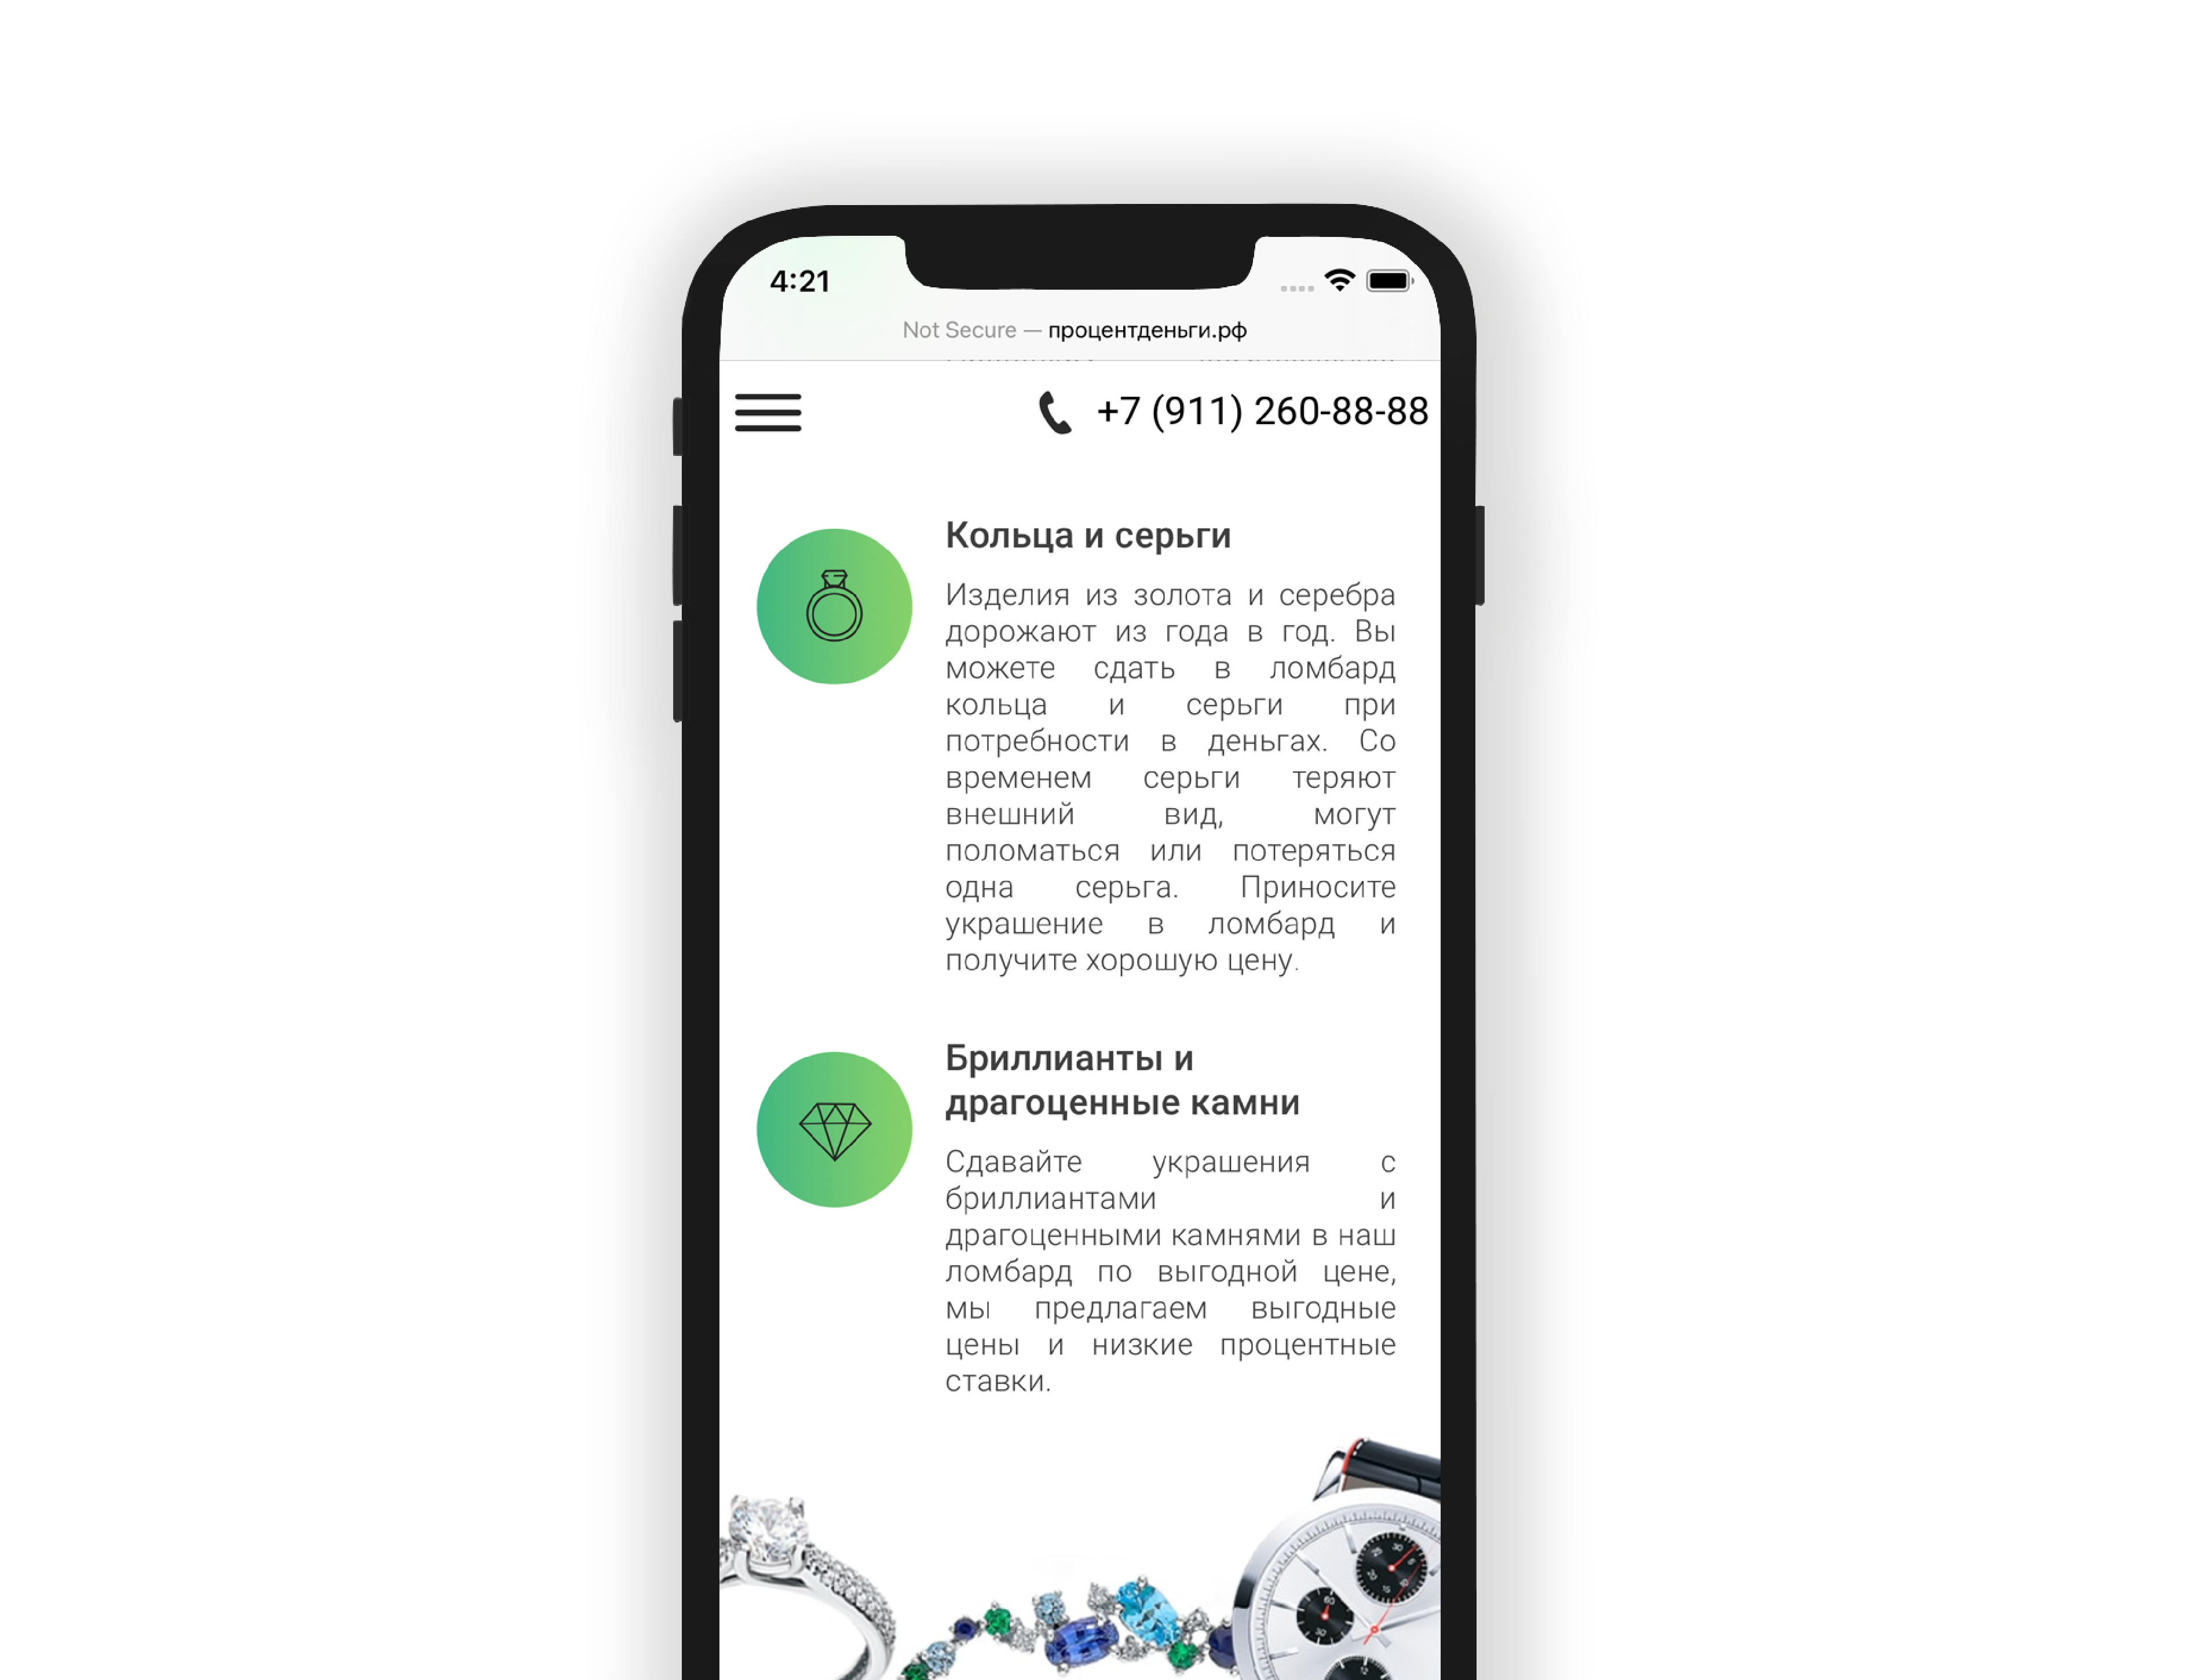 4:21
Not Secure — процентденьги.рф
+7 (911) 260-88-88
Кольца и серьги
Изделия из золота и серебра
дорожают из года в год. Вы
можете сдать в ломбард
кольца и серьги при
потребности в деньгах. Со
временем серьги теряют
внешний вид, могут
поломаться или потеряться
одна серьга. Приносите
украшение в ломбард и
получите хорошую цену.
Бриллианты и
драгоценные камни
Сдавайте украшения с
бриллиантами и
драгоценными камнями в наш
ломбард по выгодной цене,
мы предлагаем выгодные
цены и низкие процентные
ставки.